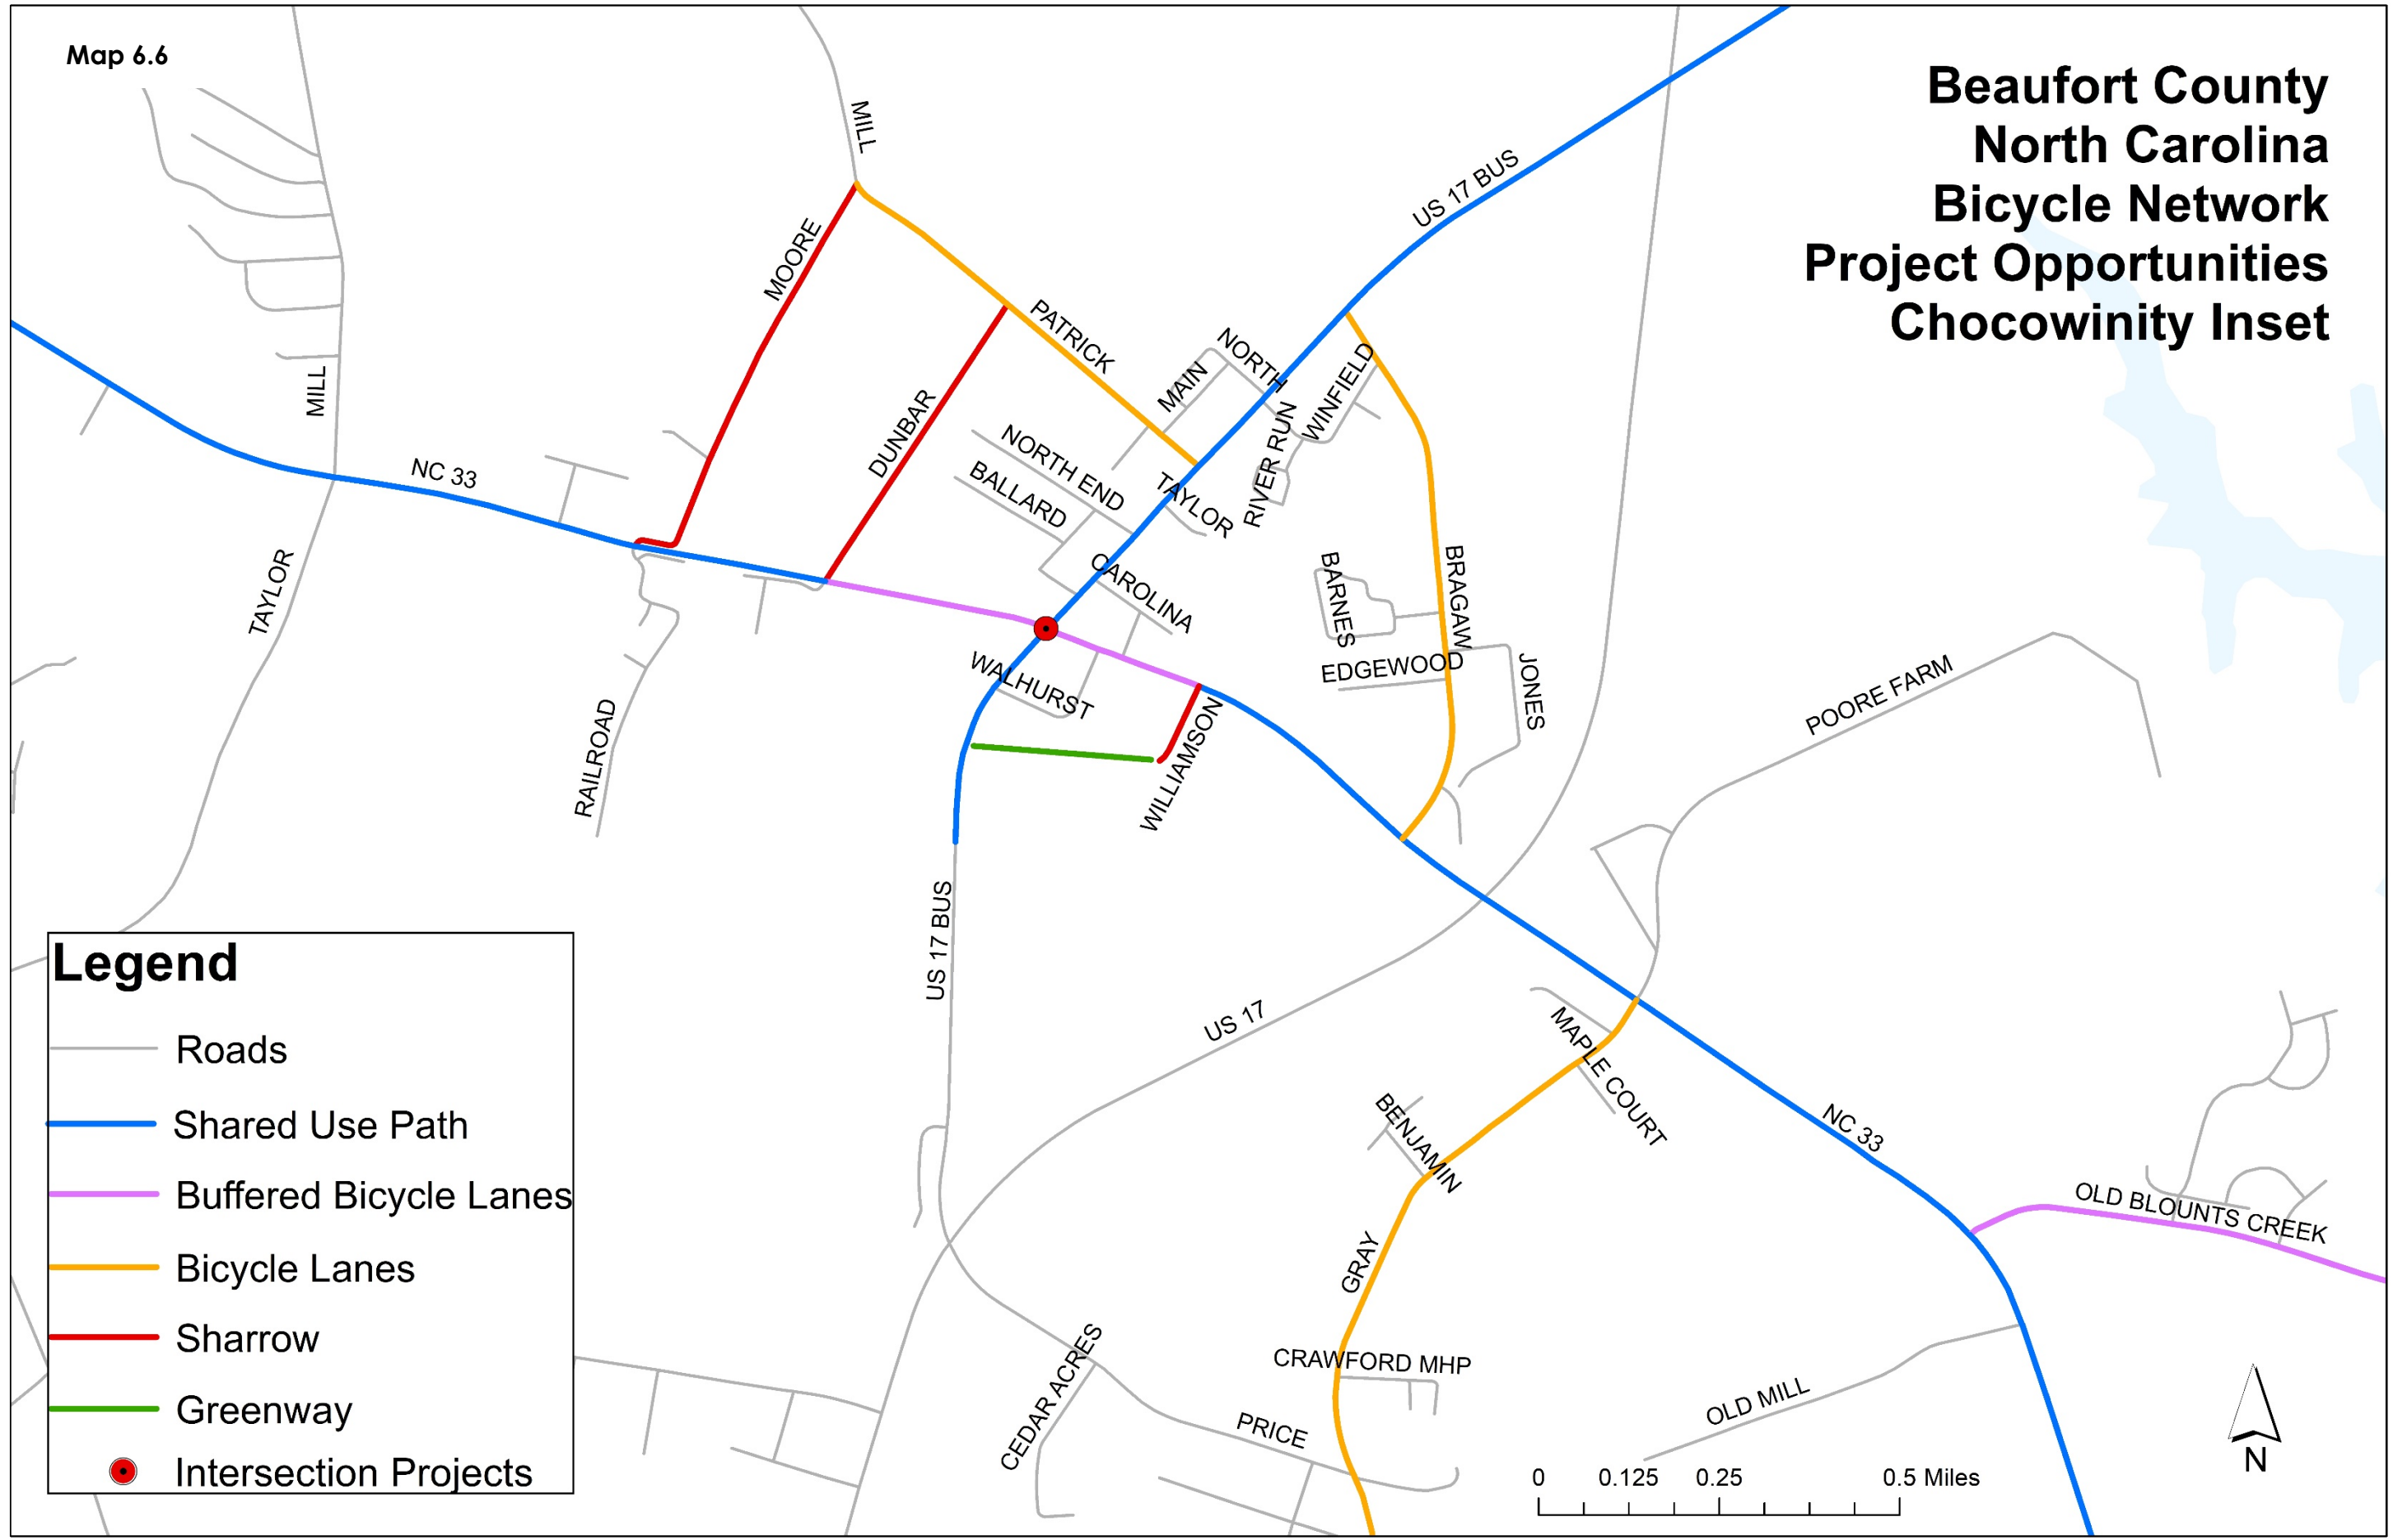 Map 6.6
Beaufort County
North Carolina
Bicycle Network
Project Opportunities
Chocowinity Inset
MILL
US 17 BUS
MOORE
PATRICK
NORTH
MAIN
WINFIELD
MILL
DUNBAR
RIVER RUN
NC 33
NORTH END
BALLARD
TAYLOR
TAYLOR
CAROLINA
BARNES
BRAGAW
EDGEWOOD
JONES
WALHURST
POORE FARM
RAILROAD
WILLIAMSON
US 17 BUS
US 17
MAPLE COURT
BENJAMIN
NC 33
OLD BLOUNTS CREEK
GRAY
CRAWFORD MHP
CEDAR ACRES
PRICE
OLD MILL
Legend
Roads
Shared Use Path
Buffered Bicycle Lanes
Bicycle Lanes
Sharrow
Greenway
Intersection Projects
0 0.125 0.25 0.5 Miles
N